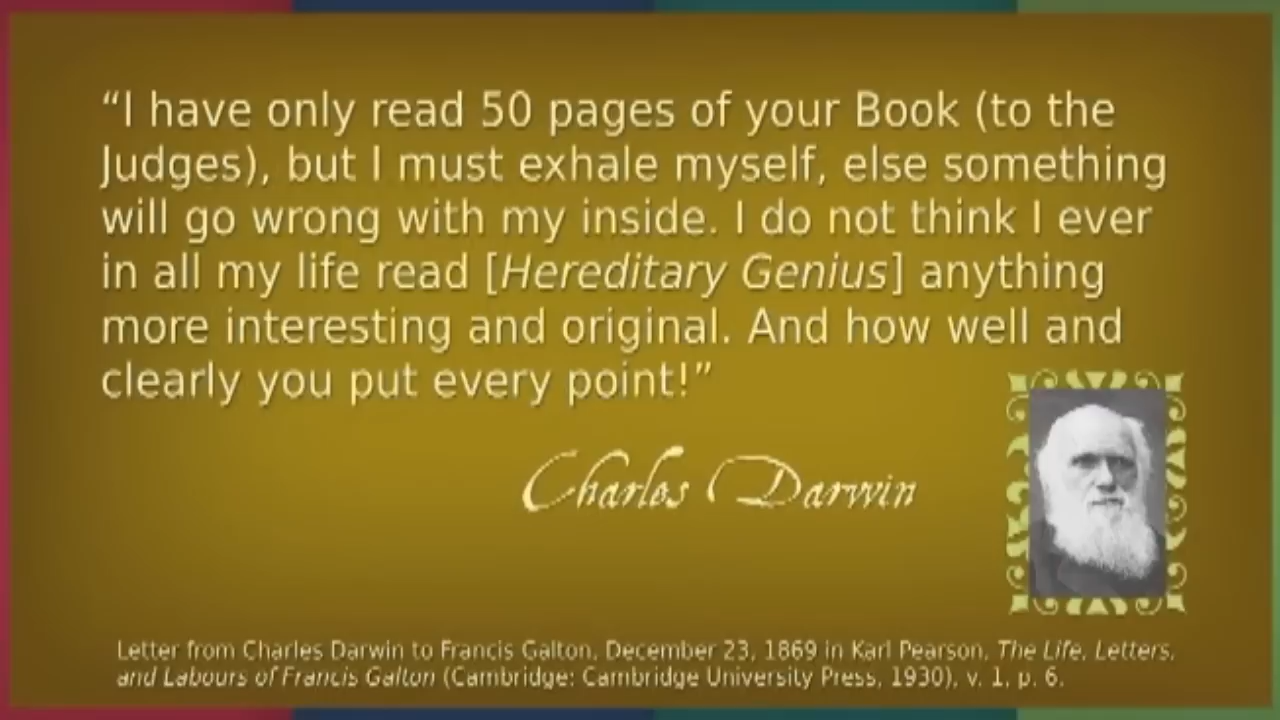 “I have only read 50 pages of your Book (to the
Judges), but I must exhale myself, else something
will go wrong with my inside. I do not think I ever
in all my life read [Hereditary Genius] anything
more interesting and original. And how well and
clearly you put every point!”
Charles Darwin
Letter from Charles Darwin to Francis Galton, December 23, 1869 in Karl Pearson, The Life, Letters,
and Labours of Francis Galton (Cambridge: Cambridge University Press, 1930), v. 1, p. 6.